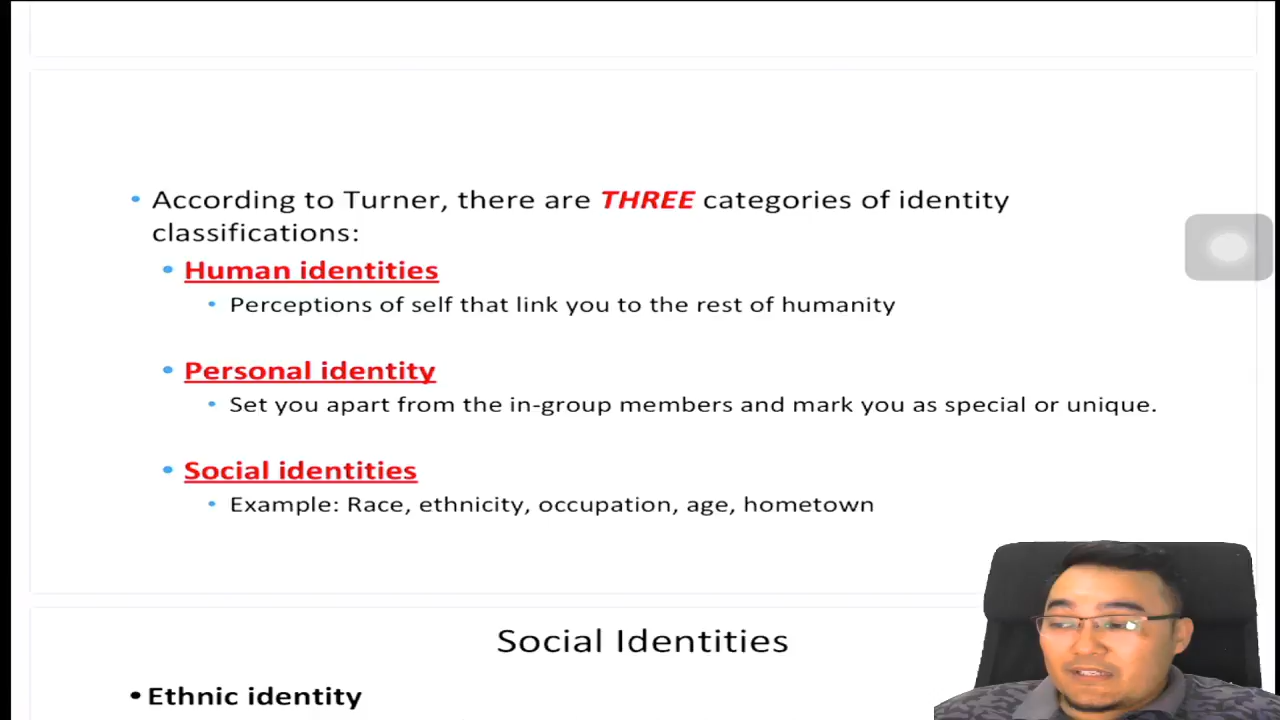 • According to Turner, there are THREE categories of identity
classifications:
• Human identities
• Perceptions of self that link you to the rest of humanity
• Personal identity
• Set you apart from the in-group members and mark you as special or unique.
• Social identities
• Example: Race, ethnicity, occupation, age, hometown
Social Identities
• Ethnic identity